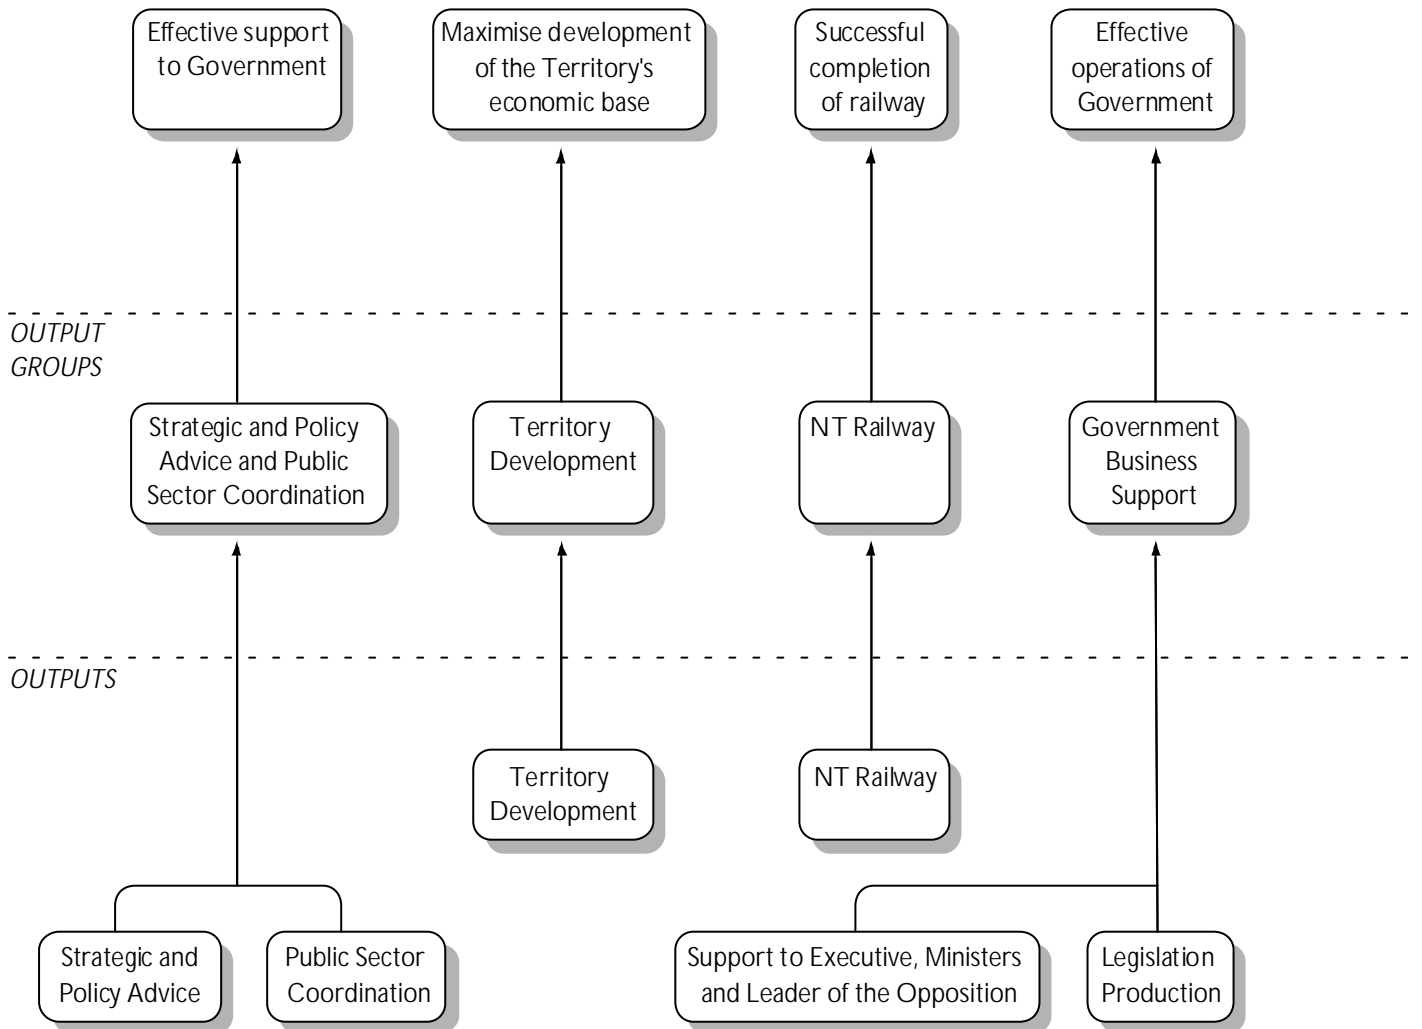 Effective support
to Government
Maximise development
of the Territory's
economic base
Successful
completion
of railway
Effective
operations of
Government
OUTPUT
GROUPS
Strategic and Policy
Advice and Public
Sector Coordination
Territory
Development
NT Railway
Government
Business
Support
OUTPUTS
Territory
Development
NT Railway
Strategic and
Policy Advice
Public Sector
Coordination
Support to Executive, Ministers
and Leader of the Opposition
Legislation
Production